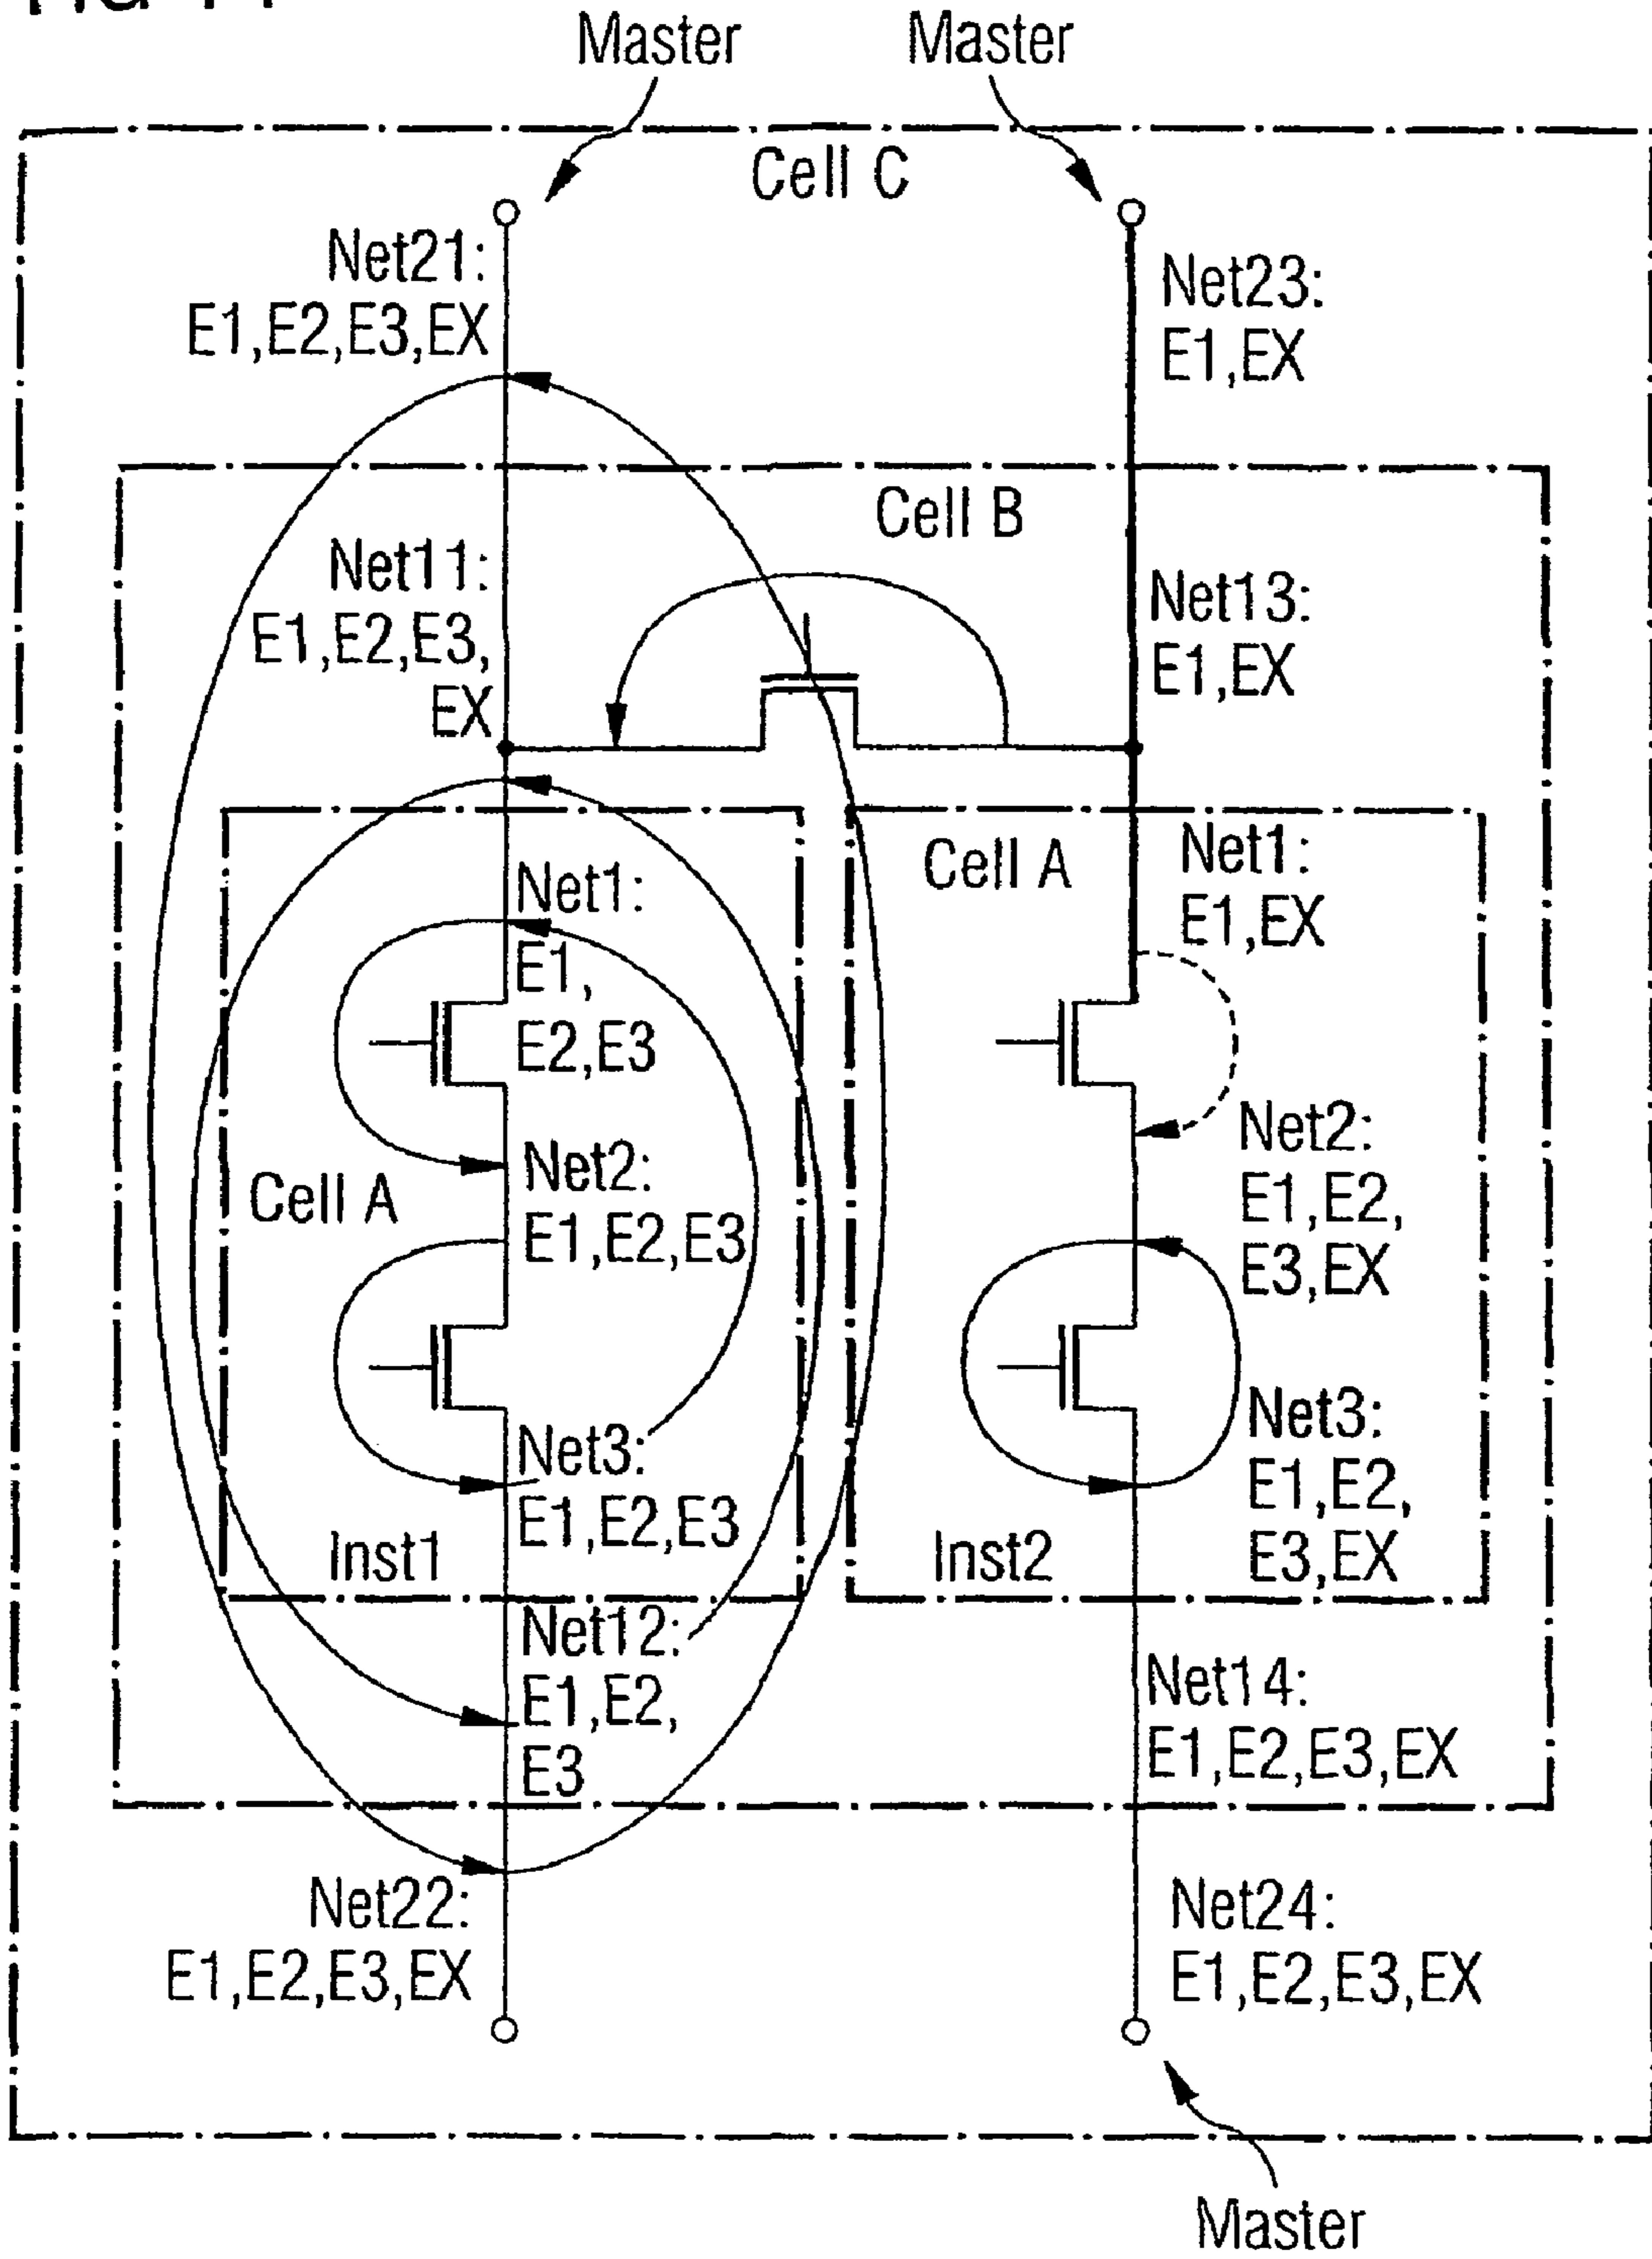 Master
Master
Cell C
Net21:
E1,E2,E3,EX
Net23:
E1,EX
Cell B
Net11:
E1,E2,E3,
EX
Net13:
E1,EX
Net1:
E1,
E2,E3
Cell A
Net1:
E1,EX
Cell A
Net2:
E1,E2,E3
Net2:
E1,E2,
E3,EX
Net3:
E1,E2,E3
Inst1
Net3:
E1,E2,
E3,EX
Inst2
Net12:
E1,E2,
E3
Net14:
E1,E2,E3,EX
Net22:
E1,E2,E3,EX
Net24:
E1,E2,E3,EX
Master